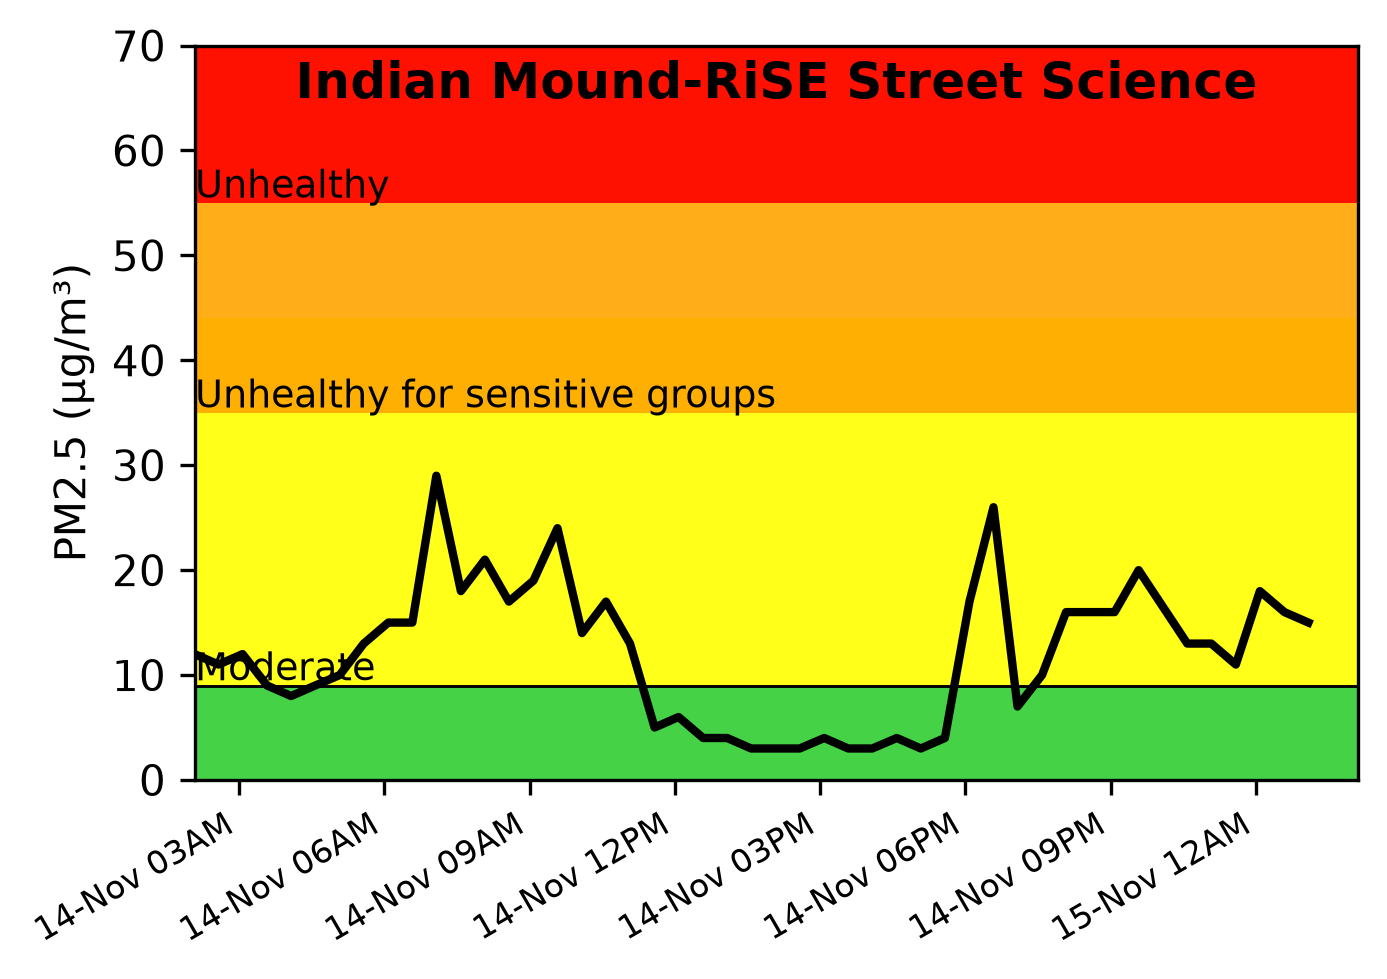 Indian Mound-RiSE Street Science
70
60
50
40
30
20
10
0
PM2.5 (µg/m³)
Unhealthy
Unhealthy for sensitive groups
Moderate
14-Nov 03AM
14-Nov 06AM
14-Nov 09AM
14-Nov 12PM
14-Nov 03PM
14-Nov 06PM
14-Nov 09PM
15-Nov 12AM